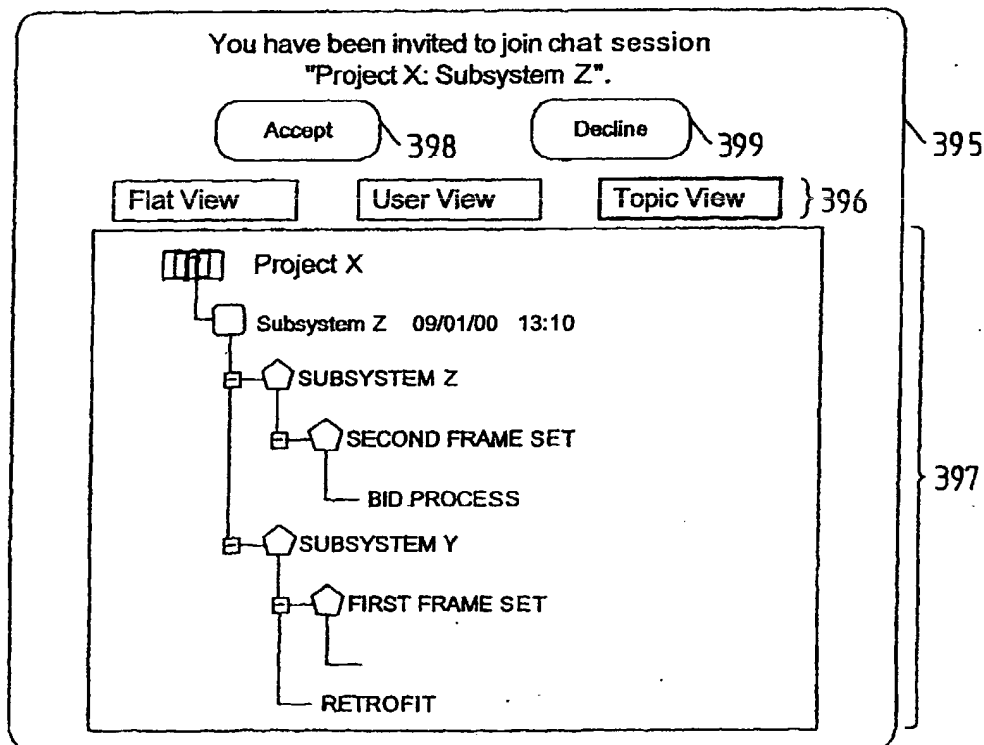 You have been invited to join chat session
"Project X: Subsystem Z".
Accept 398 Decline 399 395
Flat View User View Topic View 396
Project X
Subsystem Z 09/01/00 13:10
SUBSYSTEM Z
SECOND FRAME SET
397
BID PROCESS
SUBSYSTEM Y
FIRST FRAME SET
RETROFIT